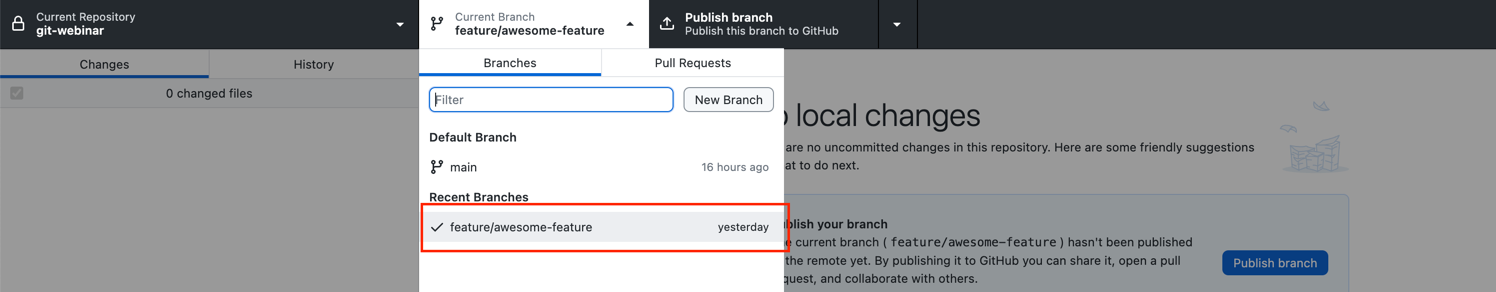 Current Repository
git-webinar
Current Branch
feature/awesome-feature
Publish branch
Publish this branch to GitHub
Changes
History
0 changed files
Branches
Pull Requests
Filter
New Branch
Default Branch
main
16 hours ago
Recent Branches
feature/awesome-feature
yesterday
local changes
are no uncommitted changes in this repository. Here are some friendly suggestions
to do next.
your branch
current branch ( feature/awesome-feature ) hasn't been published
the remote yet. By publishing it to GitHub you can share it, open a pull
and collaborate with others.
Publish branch